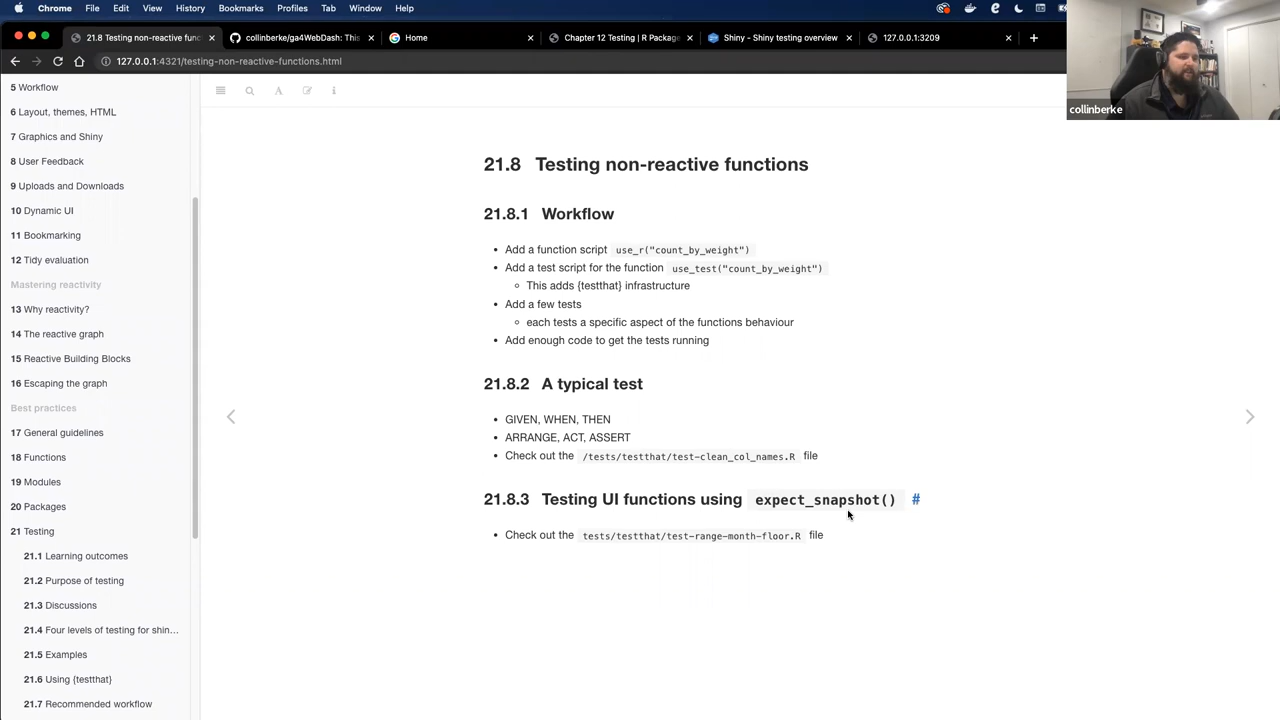 Chrome File Edit View History Bookmarks Profiles Tab Window Help
21.8 Testing non-reactive func
collinberke/ga4WebDash: This
Home
Chapter 12 Testing | R Package
Shiny - Shiny testing overview
127.0.0.1:3209
127.0.0.1:4321/testing-non-reactive-functions.html
collinberke
5 Workflow
6 Layout, themes, HTML
7 Graphics and Shiny
8 User Feedback
9 Uploads and Downloads
10 Dynamic UI
11 Bookmarking
12 Tidy evaluation
Mastering reactivity
13 Why reactivity?
14 The reactive graph
15 Reactive Building Blocks
16 Escaping the graph
Best practices
17 General guidelines
18 Functions
19 Modules
20 Packages
21 Testing
21.1 Learning outcomes
21.2 Purpose of testing
21.3 Discussions
21.4 Four levels of testing for shin…
21.5 Examples
21.6 Using {testthat}
21.7 Recommended workflow
A
i
21.8 Testing non-reactive functions
21.8.1 Workflow
• Add a function script use_r("count_by_weight")
• Add a test script for the function use_test("count_by_weight")
◦ This adds {testthat} infrastructure
• Add a few tests
◦ each tests a specific aspect of the functions behaviour
• Add enough code to get the tests running
21.8.2 A typical test
• GIVEN, WHEN, THEN
• ARRANGE, ACT, ASSERT
• Check out the /tests/testthat/test-clean_col_names.R file
21.8.3 Testing UI functions using expect_snapshot() #
• Check out the tests/testthat/test-range-month-floor.R file